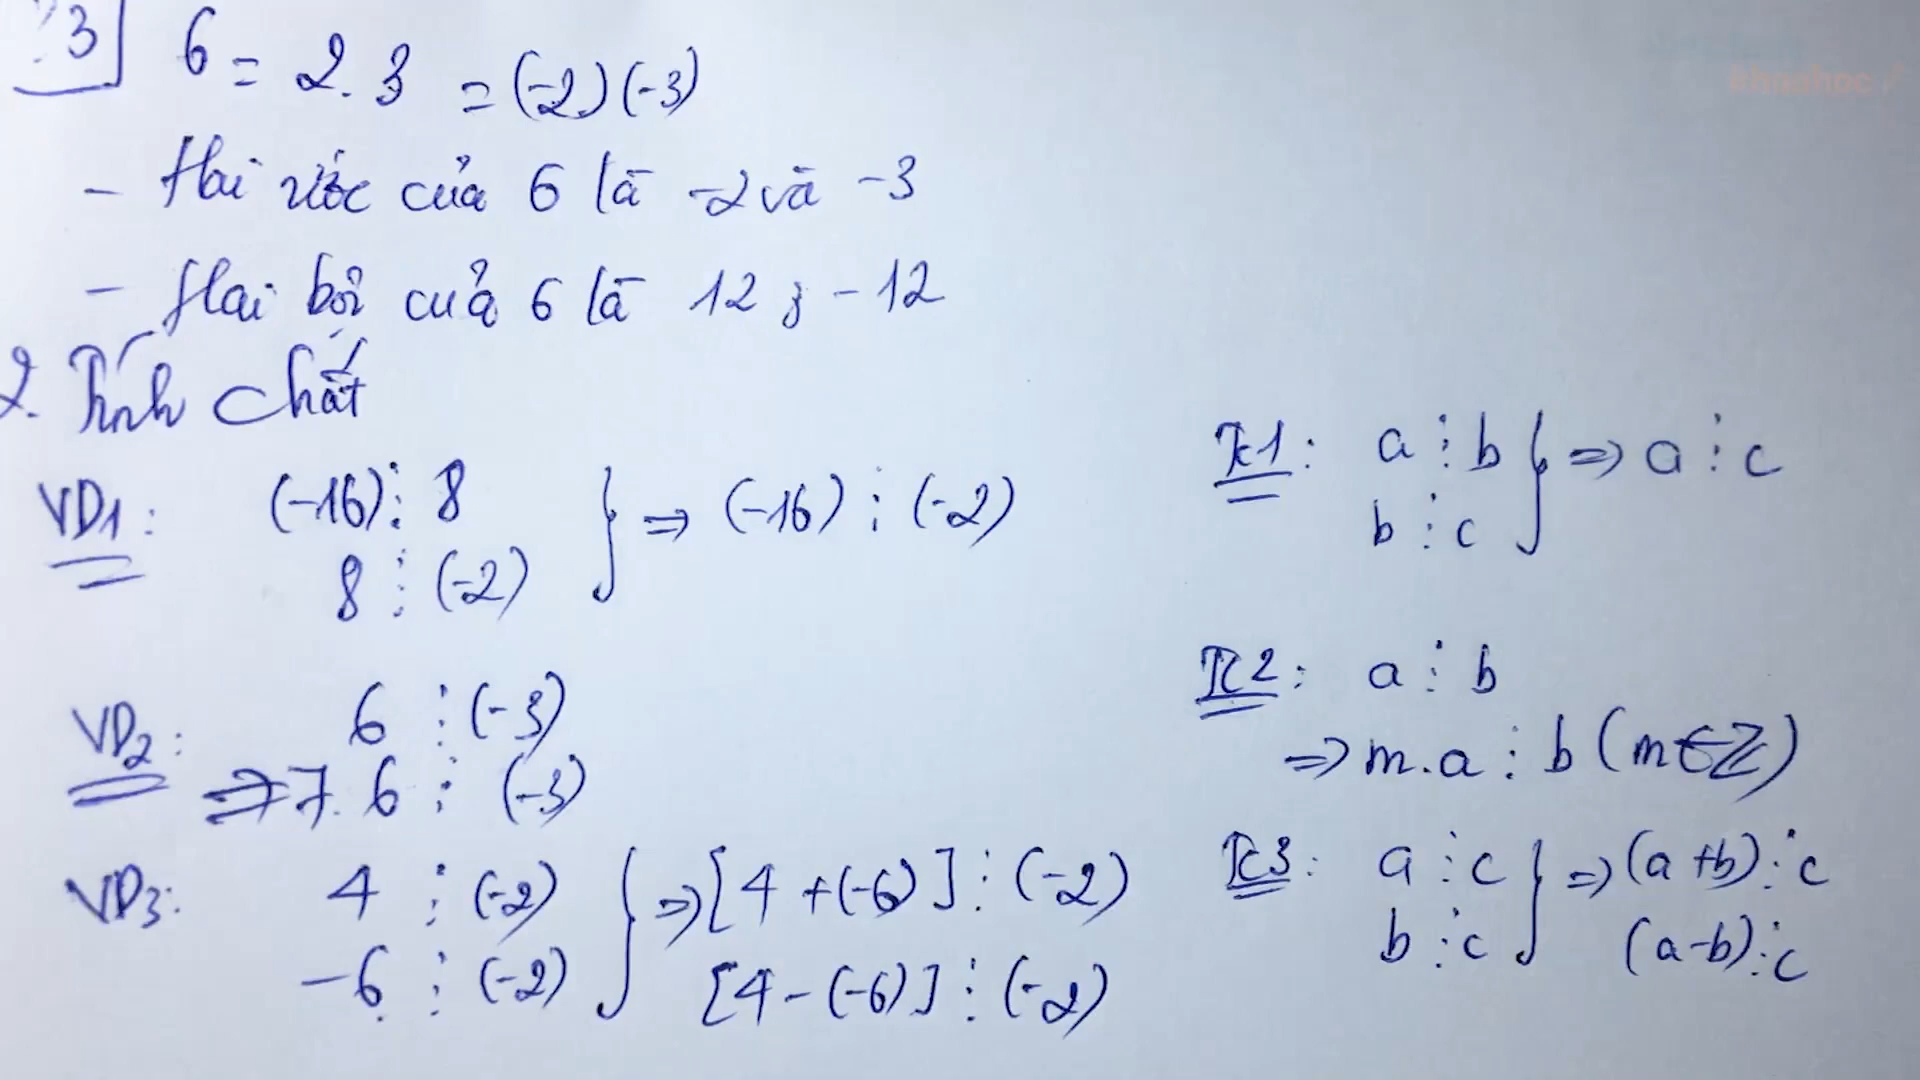 ?3] 6 = 2.3 = (-2)(-3)
- Hai ước của 6 là -2 và -3
- Hai bội của 6 là 12 ; -12
2. Tính chất
VD1: (-16) ⋮ 8
8 ⋮ (-2)
} => (-16) ⋮ (-2)
VD2: 6 ⋮ (-3)
=> 7.6 ⋮ (-3)
VD3: 4 ⋮ (-2)
-6 ⋮ (-2)
} => [4 + (-6)] ⋮ (-2)
[4 - (-6)] ⋮ (-2)
TC1: a ⋮ b
b ⋮ c
} => a ⋮ c
TC2: a ⋮ b
=> m.a ⋮ b (m ∈ Z)
TC3: a ⋮ c
b ⋮ c
} => (a+b) ⋮ c
(a-b) ⋮ c